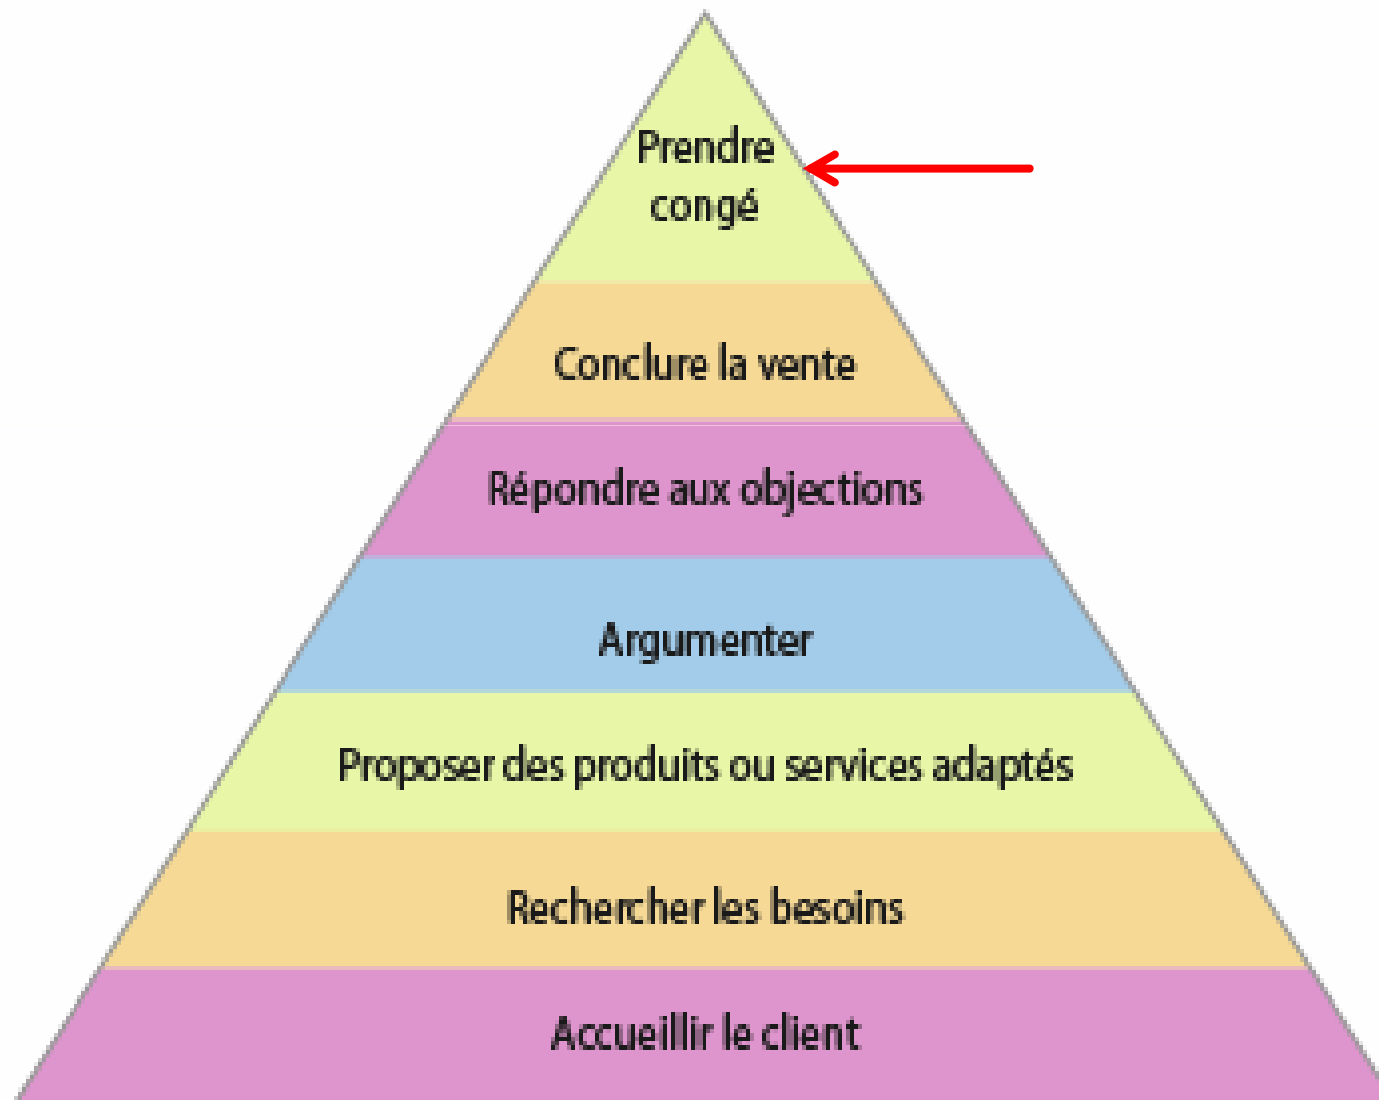 Prendre
congé
Conclure la vente
Répondre aux objections
Argumenter
Proposer des produits ou services adaptés
Rechercher les besoins
Accueillir le client